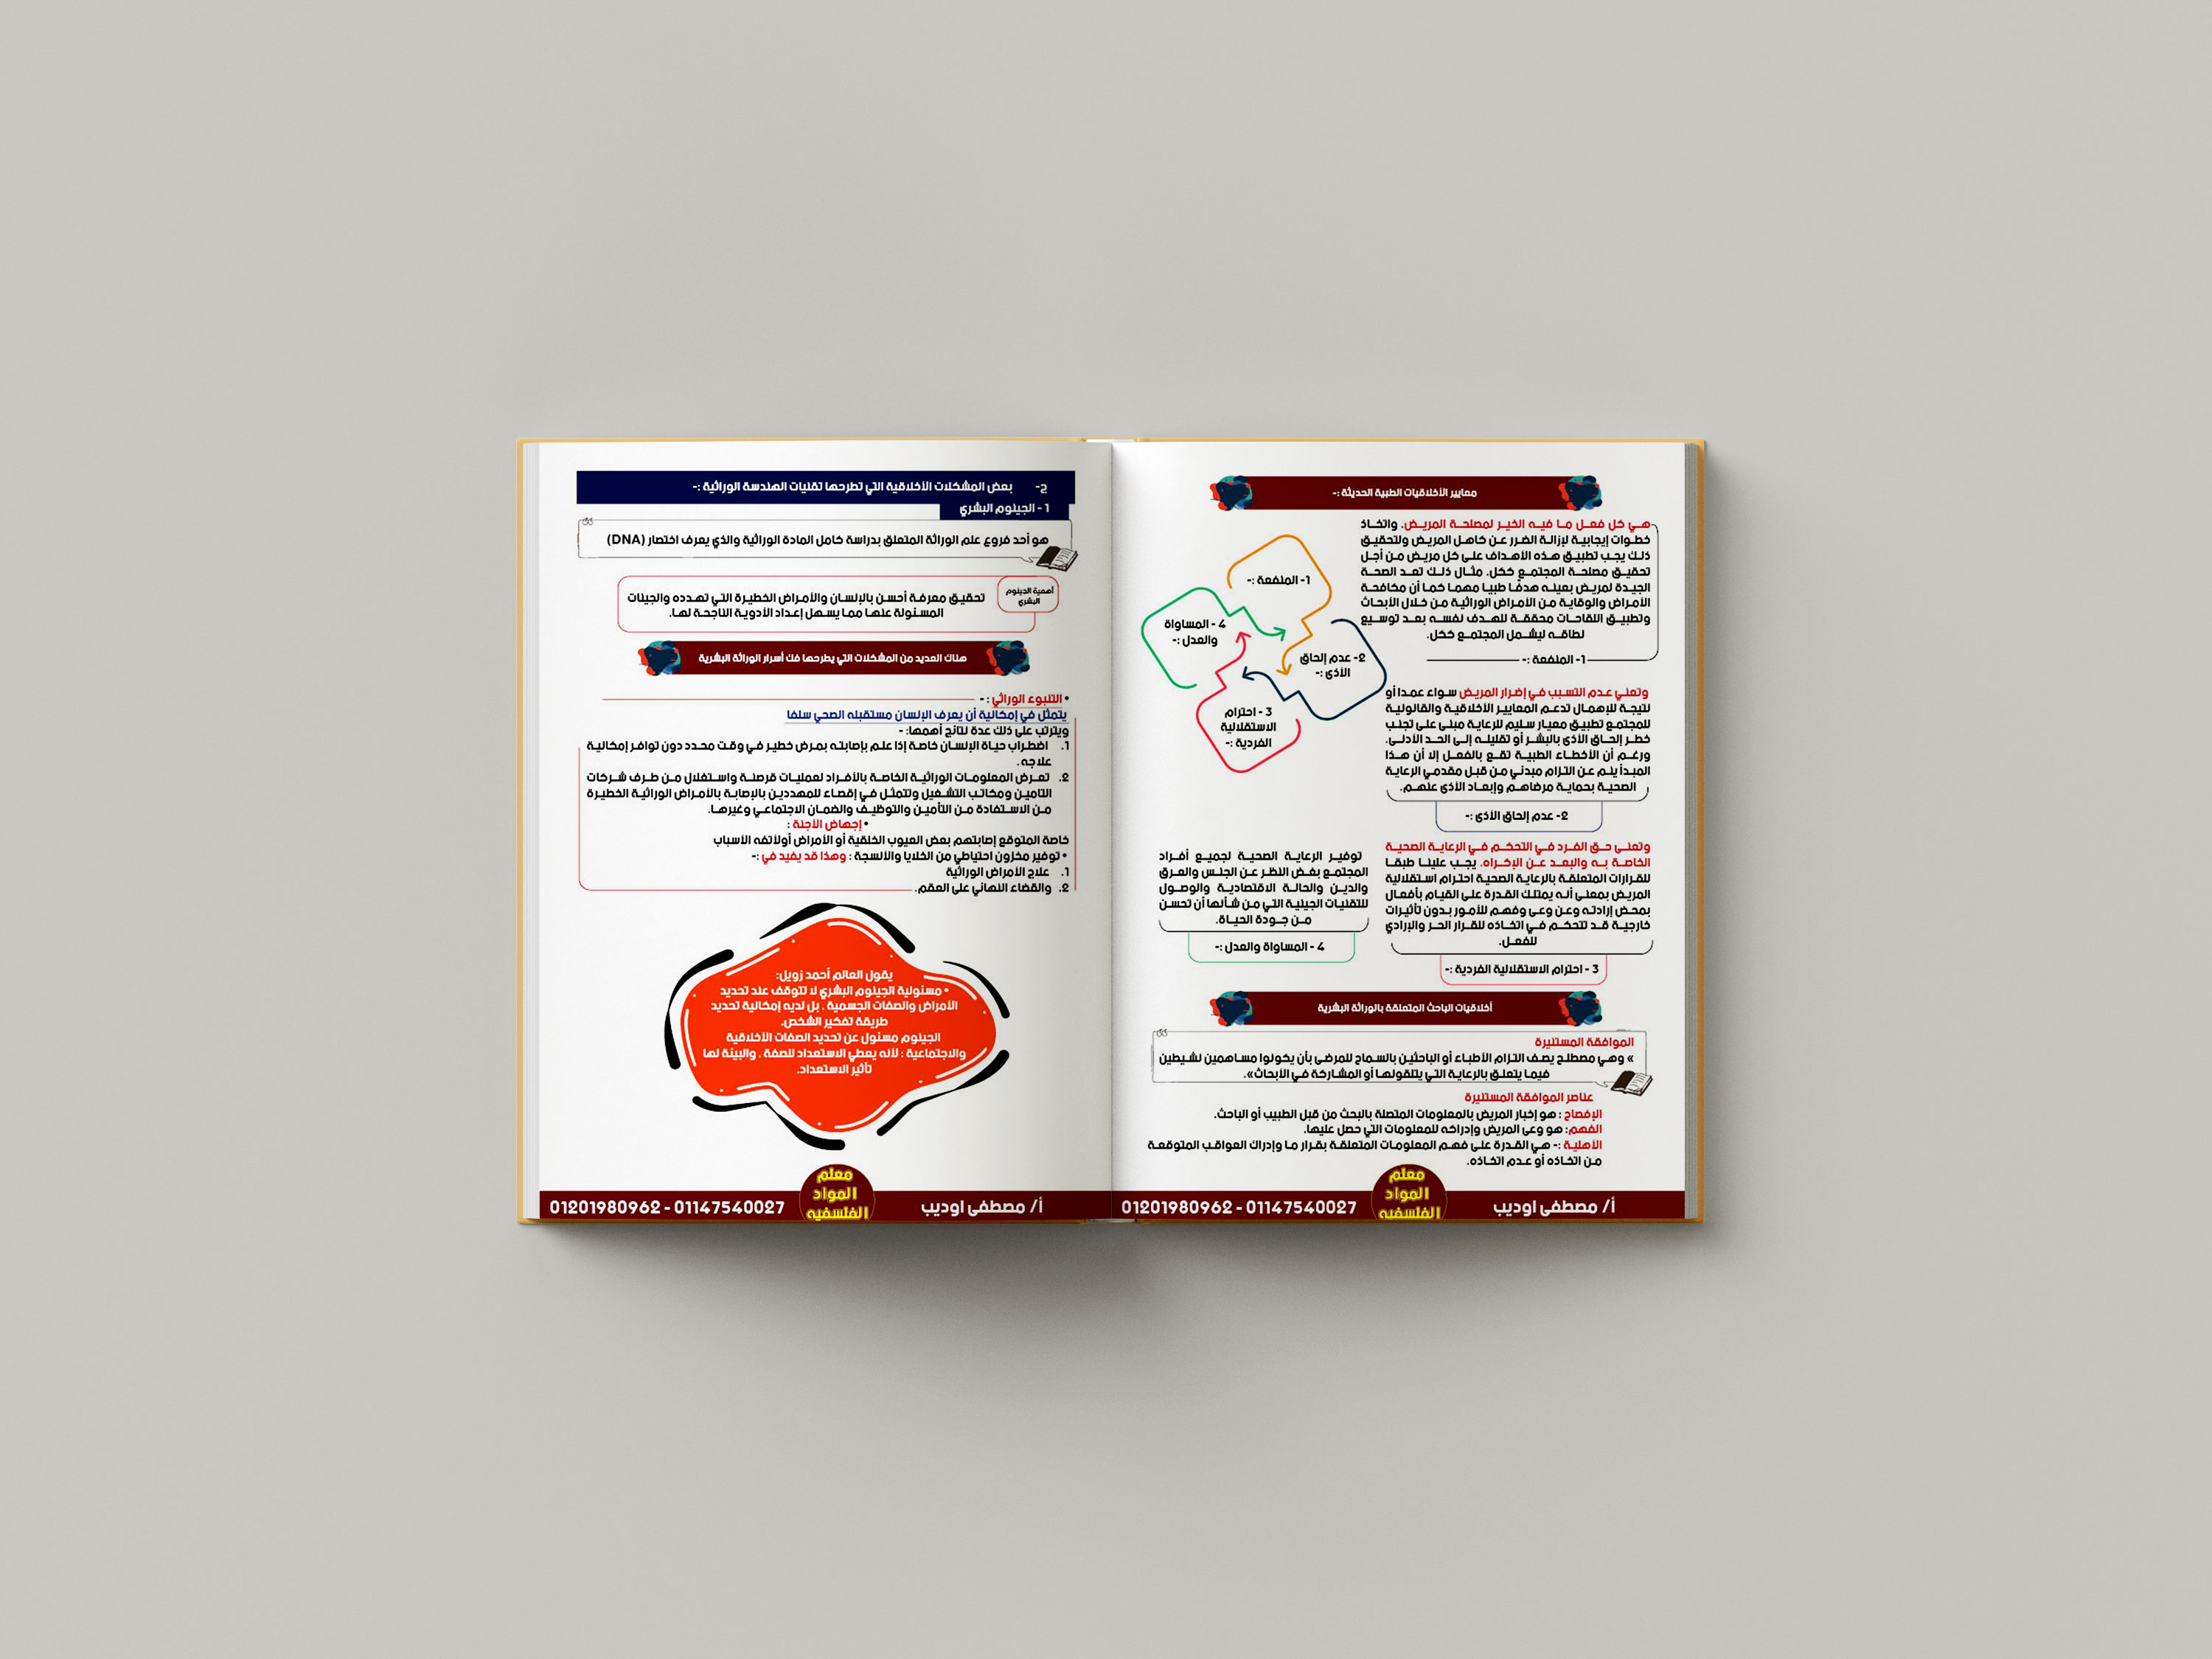 معايير الأخلاقيات الطبية الحديثة :-
هي كل فعل ما فيه الخير لمصلحة المريض. واتخاذ
خطوات إيجابية لإزالة الضرر عن كاهل المريض ولتحقيق
ذلك يجب تطبيق هذه الأهداف على كل مريض من أجل
تحقيق مصلحة المجتمع ككل. مثال ذلك تعد الصحة
الجيدة لمريض بعينه هدفًا طبيا مهما كما أن مكافحة
الأمراض والوقاية من الأمراض الوراثية من خلال الأبحاث
وتطبيق اللقاحات محققة للهدف نفسه بعد توسيع
نطاقه ليشمل المجتمع ككل.
1- المنفعة :-
1- المنفعة :-
2- عدم إلحاق
الأذى :-
3 - احترام
الاستقلالية
الفردية :-
4 - المساواة
والعدل :-
وتعني عدم التسبب في إضرار المريض سواء عمدا أو
نتيجة للإهمال تدعم المعايير الأخلاقية والقانونية
للمجتمع تطبيق معيار سليم للرعاية مبنى على تجنب
خطر إلحاق الأذى بالبشر أو تقليله إلى الحد الأدنى.
ورغم أن الأخطاء الطبية تقع بالفعل إلا أن هذا
المبدأ ينم عن التزام مبدئي من قبل مقدمي الرعاية
الصحية بحماية مرضاهم وإبعاد الأذى عنهم.
2- عدم إلحاق الأذى :-
وتعنى حق الفرد في التحكم في الرعاية الصحية
الخاصة به والبعد عن الإكراه. يجب علينا طبقا
للقرارات المتعلقة بالرعاية الصحية احترام استقلالية
المريض بمعنى أنه يمتلك القدرة على القيام بأفعال
بمحض إرادته وعن وعى وفهم للأمور بدون تأثيرات
خارجية قد تتحكم في اتخاذه للقرار الحر والإرادي
للفعل.
3 - احترام الاستقلالية الفردية :-
توفير الرعاية الصحية لجميع أفراد
المجتمع بغض النظر عن الجنس والعرق
والدين والحالة الاقتصادية والوصول
للتقنيات الجينية التي من شأنها أن تحسن
من جودة الحياة.
4 - المساواة والعدل :-
أخلاقيات الباحث المتعلقة بالوراثة البشرية
الموافقة المستنيرة
» وهي مصطلح يصف التزام الأطباء أو الباحثين بالسماح للمرضى بأن يكونوا مساهمين نشيطين
فيما يتعلق بالرعاية التي يتلقونها أو المشاركة في الأبحاث».
عناصر الموافقة المستنيرة
الإفصاح : هو إخبار المريض بالمعلومات المتصلة بالبحث من قبل الطبيب أو الباحث.
الفهم: هو وعى المريض وإدراكه للمعلومات التي حصل عليها.
الأهلية :- هي القدرة على فهم المعلومات المتعلقة بقرار ما وإدراك العواقب المتوقعة
من اتخاذه أو عدم اتخاذه.
أ/ مصطفى اوديب
معلم
المواد
الفلسفيه
01201980962 - 01147540027
ج- بعض المشكلات الأخلاقية التي تطرحها تقنيات الهندسة الوراثية :-
1 - الجينوم البشري
هو أحد فروع علم الوراثة المتعلق بدراسة كامل المادة الوراثية والذي يعرف اختصار (DNA)
أهمية الجينوم
البشري
تحقيق معرفة أحسن بالإنسان والأمراض الخطيرة التي تهدده والجينات
المسئولة عنها مما يسهل إعداد الأدوية الناجحة لها.
هناك العديد من المشكلات التي يطرحها فك أسرار الوراثة البشرية
• التنبوء الوراثي : -
يتمثل في إمكانية أن يعرف الإنسان مستقبله الصحي سلفا
ويترتب على ذلك عدة نتائج أهمها: -
1. اضطراب حياة الإنسان خاصة إذا علم بإصابته بمرض خطير في وقت محدد دون توافر إمكانية
علاجه.
2. تعرض المعلومات الوراثية الخاصة بالأفراد لعمليات قرصنة واستغلال من طرف شركات
التامين ومكاتب التشغيل وتتمثل في إقصاء للمهددين بالإصابة بالأمراض الوراثية الخطيرة
من الاستفادة من التأمين والتوظيف والضمان الاجتماعي وغيرها.
• إجهاض الأجنة :
خاصة المتوقع إصابتهم بعض العيوب الخلقية أو الأمراض أولأتفه الأسباب
• توفير مخزون احتياطي من الخلايا والأنسجة : وهذا قد يفيد في :-
1. علاج الأمراض الوراثية
2. والقضاء النهائي على العقم.
يقول العالم أحمد زويل:
• مسئولية الجينوم البشري لا تتوقف عند تحديد
الأمراض والصفات الجسمية ، بل لديه إمكانية تحديد
طريقة تفكير الشخص.
الجينوم مسئول عن تحديد الصفات الأخلاقية
والاجتماعية : لأنه يعطي الاستعداد للصفة ، والبيئة لها
تأثير الاستعداد.
أ/ مصطفى اوديب
معلم
المواد
الفلسفيه
01201980962 - 01147540027